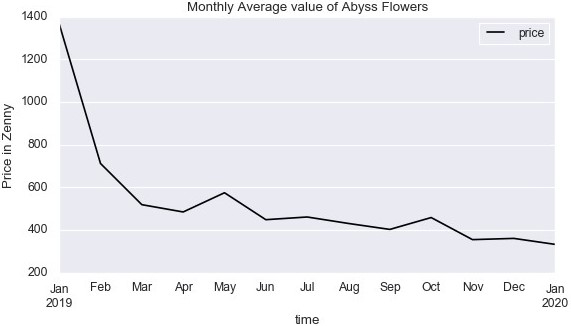 Monthly Average value of Abyss Flowers
price
Price in Zenny
1400
1200
1000
800
600
400
200
Jan Feb Mar Apr May Jun Jul Aug Sep Oct Nov Dec Jan
2019 2020
time